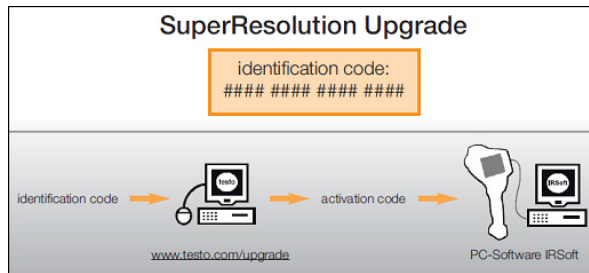 SuperResolution Upgrade
identification code:
#### #### #### ####
identification code
testo
activation code
IRSoft
www.testo.com/upgrade
PC-Software IRSoft